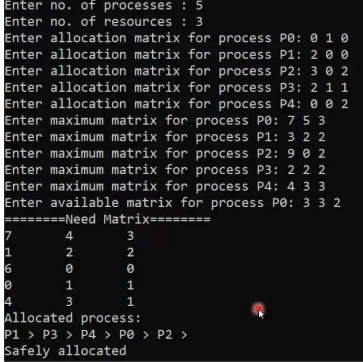 Enter no. of processes : 5
Enter no. of resources : 3
Enter allocation matrix for process P0: 0 1 0
Enter allocation matrix for process P1: 2 0 0
Enter allocation matrix for process P2: 3 0 2
Enter allocation matrix for process P3: 2 1 1
Enter allocation matrix for process P4: 0 0 2
Enter maximum matrix for process P0: 7 5 3
Enter maximum matrix for process P1: 3 2 2
Enter maximum matrix for process P2: 9 0 2
Enter maximum matrix for process P3: 2 2 2
Enter maximum matrix for process P4: 4 3 3
Enter available matrix for process P0: 3 3 2
========Need Matrix========
7 4 3
1 2 2
6 0 0
0 1 1
4 3 1
Allocated process:
P1 > P3 > P4 > P0 > P2 >
Safely allocated